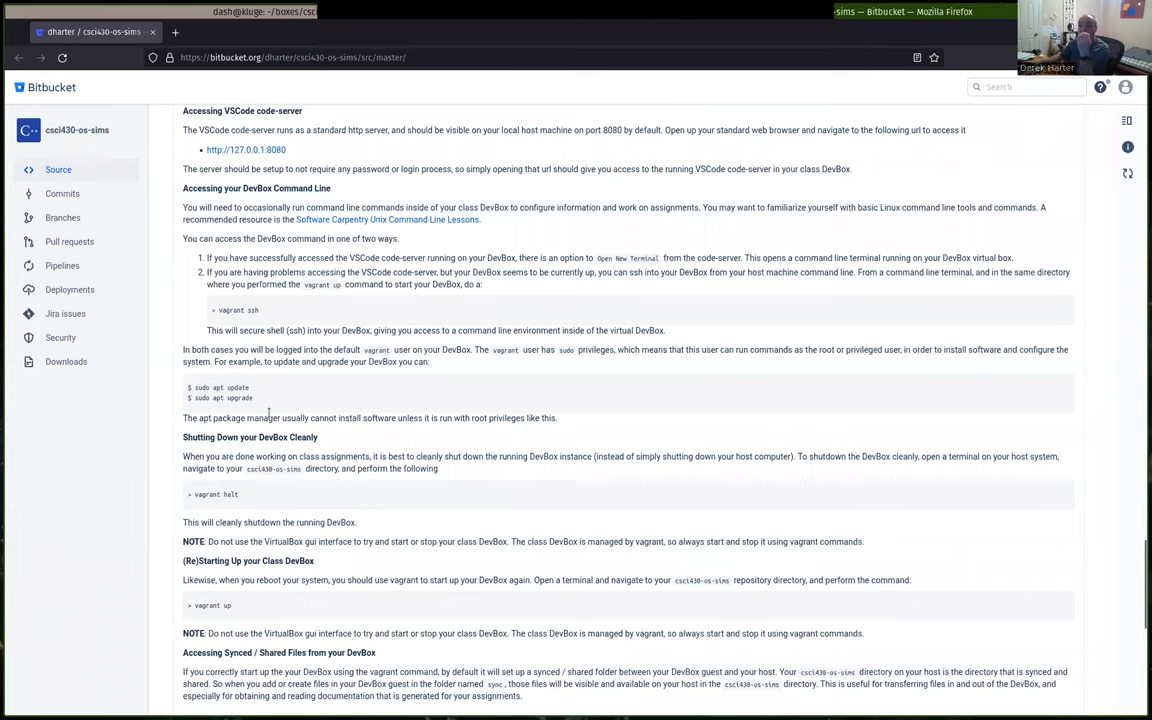 dash@kluge: ~/boxes/csc
-sims — Bitbucket — Mozilla Firefox
dharter / csci430-os-sims —
https://bitbucket.org/dharter/csci430-os-sims/src/master/
Derek Harter
Bitbucket
Search
csci430-os-sims
Source
Commits
Branches
Pull requests
Pipelines
Deployments
Jira issues
Security
Downloads
Accessing VSCode code-server
The VSCode code-server runs as a standard http server, and should be visible on your local host machine on port 8080 by default. Open up your standard web browser and navigate to the following url to access it
• http://127.0.0.1:8080
The server should be setup to not require any password or login process, so simply opening that url should give you access to the running VSCode code-server in your class DevBox.
Accessing your DevBox Command Line
You will need to occasionally run command line commands inside of your class DevBox to configure information and work on assignments. You may want to familiarize yourself with basic Linux command line tools and commands. A
recommended resource is the Software Carpentry Unix Command Line Lessons.
You can access the DevBox command in one of two ways.
1. If you have successfully accessed the VSCode code-server running on your DevBox, there is an option to Open New Terminal from the code-server. This opens a command line terminal running on your DevBox virtual box.
2. If you are having problems accessing the VSCode code-server, but your DevBox seems to be currently up, you can ssh into your DevBox from your host machine command line. From a command line terminal, and in the same directory
where you performed the vagrant up command to start your DevBox, do a:
> vagrant ssh
This will secure shell (ssh) into your DevBox, giving you access to a command line environment inside of the virtual DevBox.
In both cases you will be logged into the default vagrant user on your DevBox. The vagrant user has sudo privileges, which means that this user can run commands as the root or privileged user, in order to install software and configure the
system. For example, to update and upgrade your DevBox you can:
$ sudo apt update
$ sudo apt upgrade
The apt package manager usually cannot install software unless it is run with root privileges like this.
Shutting Down your DevBox Cleanly
When you are done working on class assignments, it is best to cleanly shut down the running DevBox instance (instead of simply shutting down your host computer). To shutdown the DevBox cleanly, open a terminal on your host system,
navigate to your csci430-os-sims directory, and perform the following
> vagrant halt
This will cleanly shutdown the running DevBox.
NOTE: Do not use the VirtualBox gui interface to try and start or stop your class DevBox. The class DevBox is managed by vagrant, so always start and stop it using vagrant commands.
(Re)Starting Up your Class DevBox
Likewise, when you reboot your system, you should use vagrant to start up your DevBox again. Open a terminal and navigate to your csci430-os-sims repository directory, and perform the command:
> vagrant up
NOTE: Do not use the VirtualBox gui interface to try and start or stop your class DevBox. The class DevBox is managed by vagrant, so always start and stop it using vagrant commands.
Accessing Synced / Shared Files from your DevBox
If you correctly start up the your DevBox using the vagrant command, by default it will set up a synced / shared folder between your DevBox guest and your host. Your csci430-os-sims directory on your host is the directory that is synced and
shared. So when you add or create files in your DevBox guest in the folder named sync, those files will be visible and available on your host in the csci430-os-sims directory. This is useful for transferring files in and out of the DevBox, and
especially for obtaining and reading documentation that is generated for your assignments.